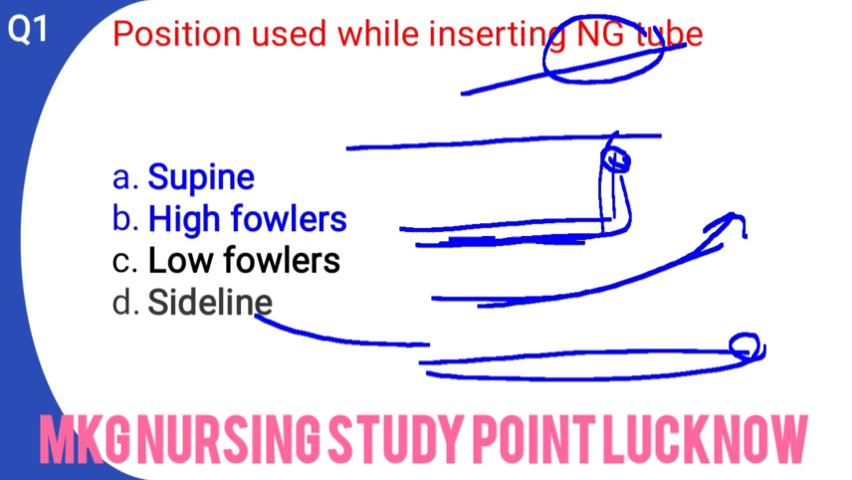 Q1
Position used while inserting NG tube
a. Supine
b. High fowlers
c. Low fowlers
d. Sideline
MKG NURSING STUDY POINT LUCKNOW